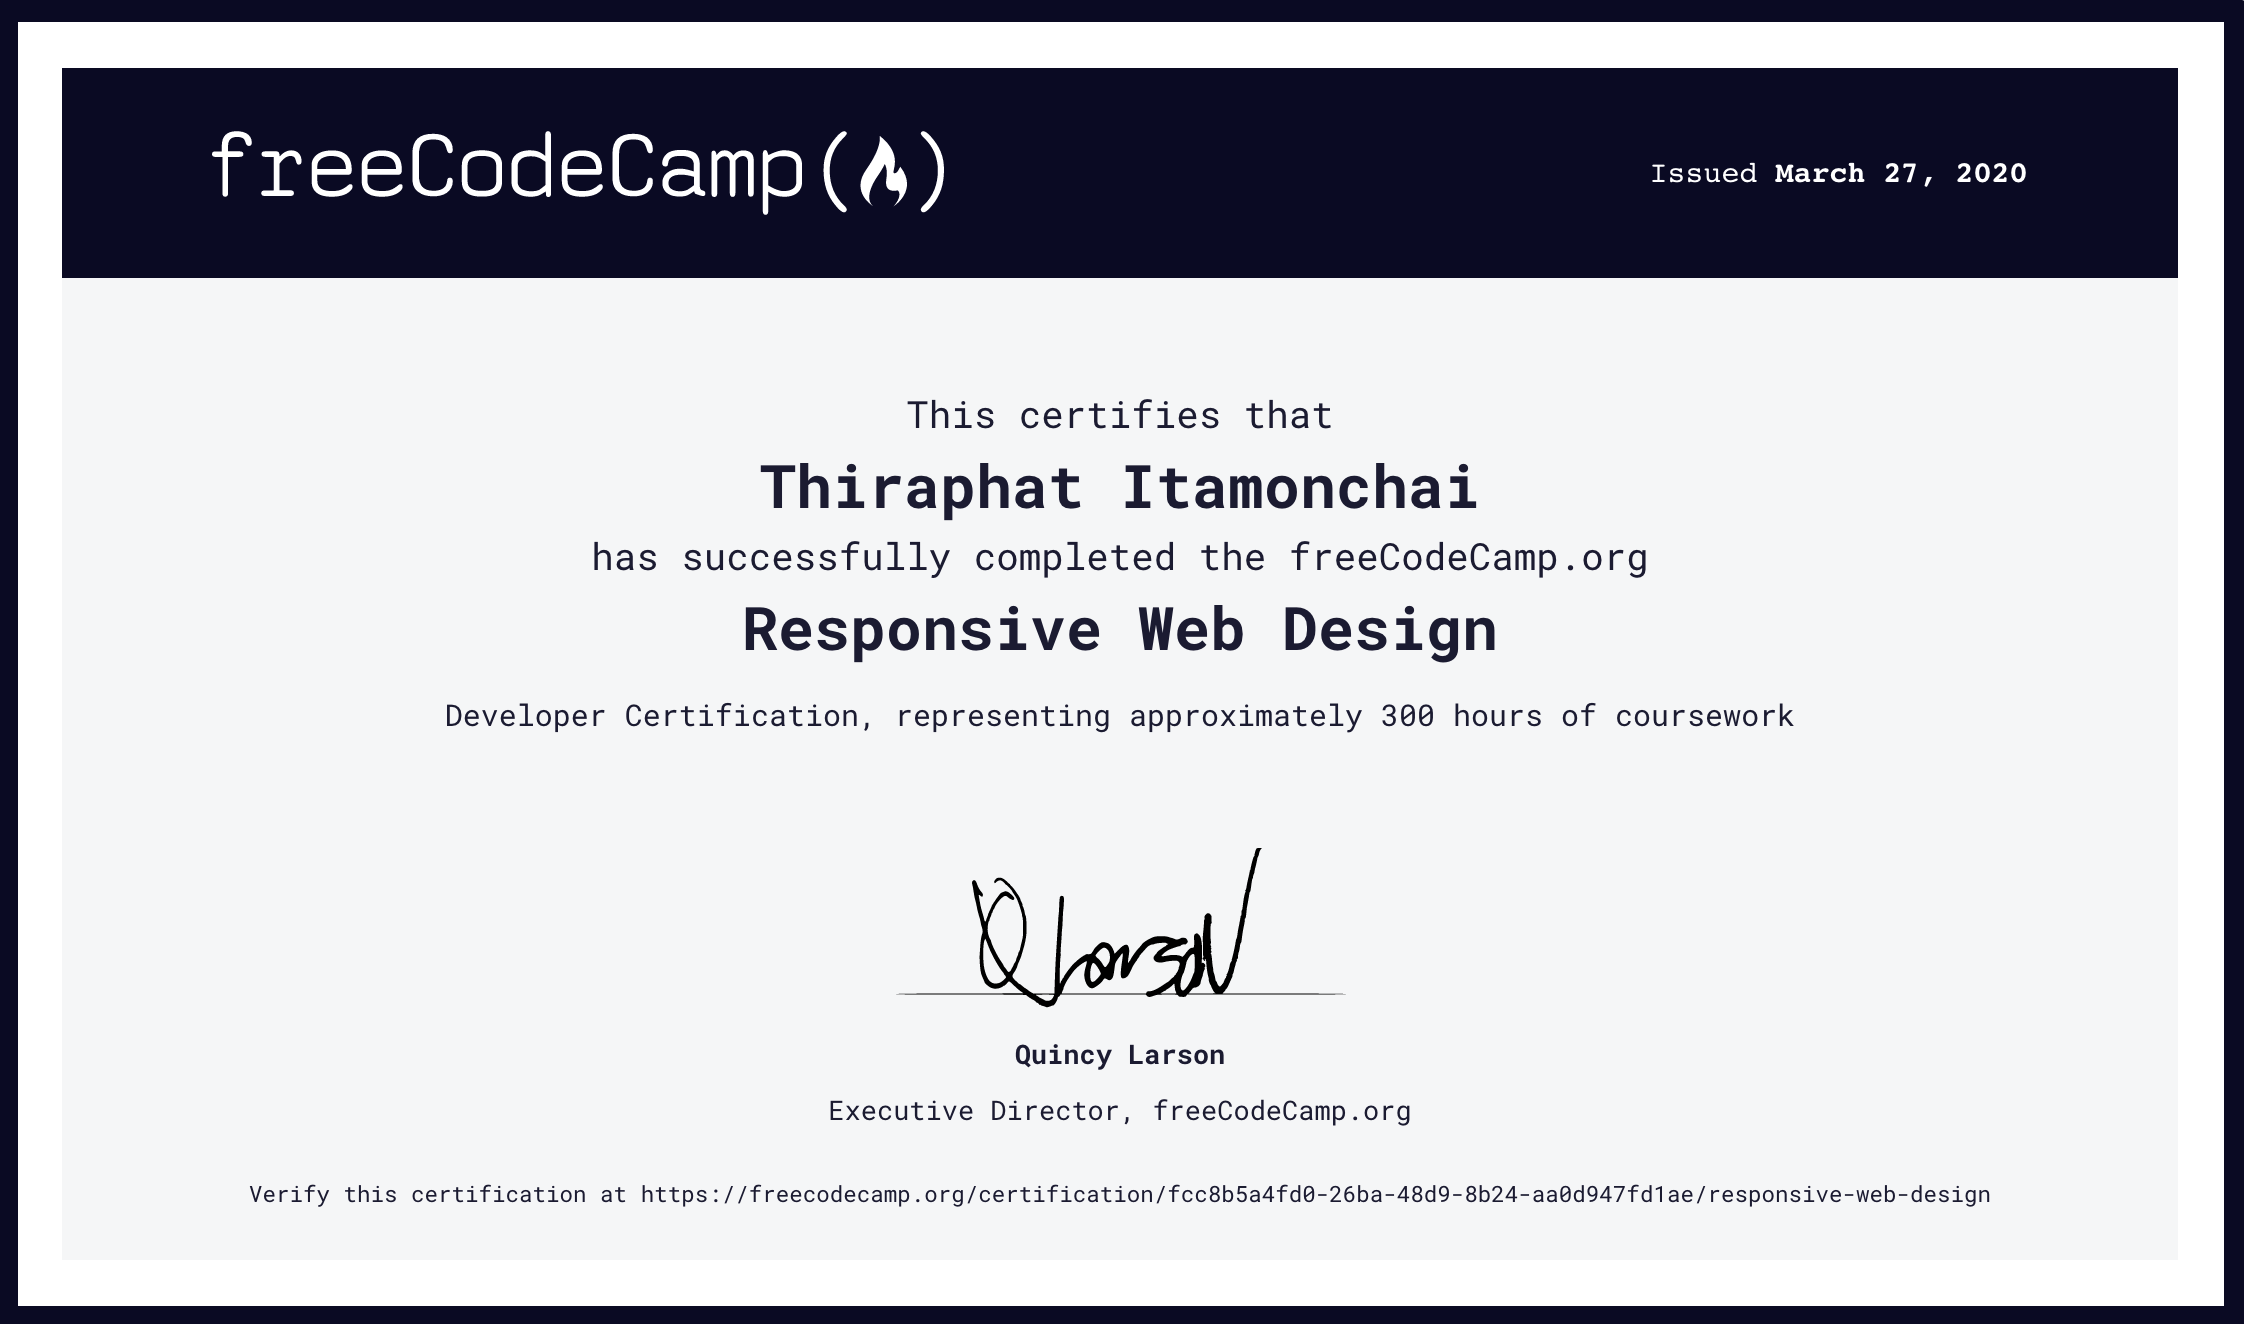 freeCodeCamp
Issued March 27, 2020
This certifies that
Thiraphat Itamonchai
has successfully completed the freeCodeCamp.org
Responsive Web Design
Developer Certification, representing approximately 300 hours of coursework
Q Larson
Quincy Larson
Executive Director, freeCodeCamp.org
Verify this certification at https://freecodecamp.org/certification/fcc8b5a4fd0-26ba-48d9-8b24-aa0d947fd1ae/responsive-web-design